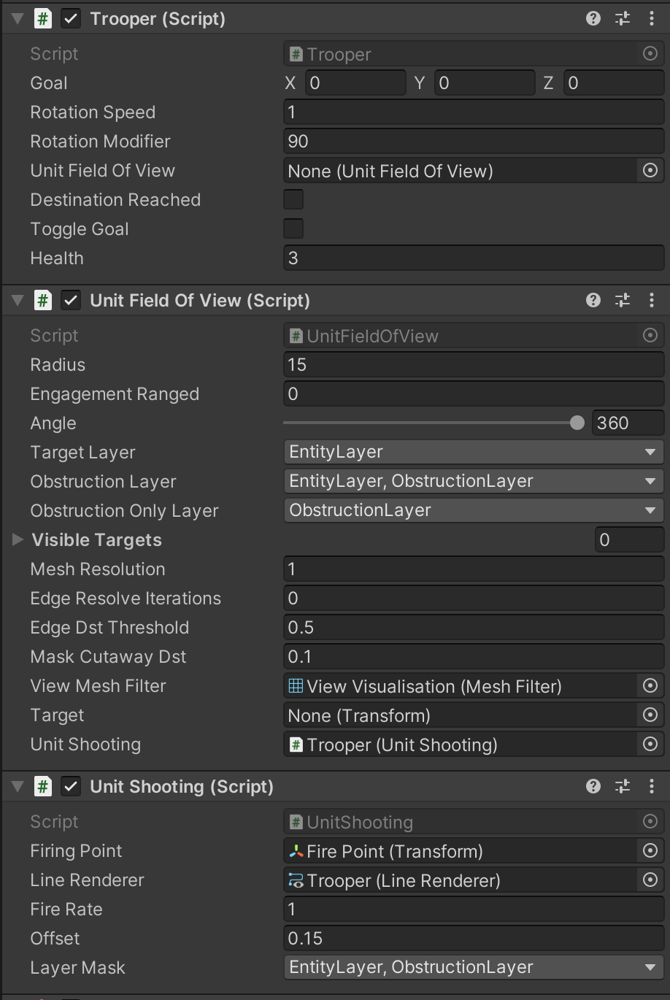 Trooper (Script)
Script Trooper
Goal X 0 Y 0 Z 0
Rotation Speed 1
Rotation Modifier 90
Unit Field Of View None (Unit Field Of View)
Destination Reached
Toggle Goal
Health 3
Unit Field Of View (Script)
Script UnitFieldOfView
Radius 15
Engagement Ranged 0
Angle 360
Target Layer EntityLayer
Obstruction Layer EntityLayer, ObstructionLayer
Obstruction Only Layer ObstructionLayer
Visible Targets 0
Mesh Resolution 1
Edge Resolve Iterations 0
Edge Dst Threshold 0.5
Mask Cutaway Dst 0.1
View Mesh Filter View Visualisation (Mesh Filter)
Target None (Transform)
Unit Shooting Trooper (Unit Shooting)
Unit Shooting (Script)
Script UnitShooting
Firing Point Fire Point (Transform)
Line Renderer Trooper (Line Renderer)
Fire Rate 1
Offset 0.15
Layer Mask EntityLayer, ObstructionLayer